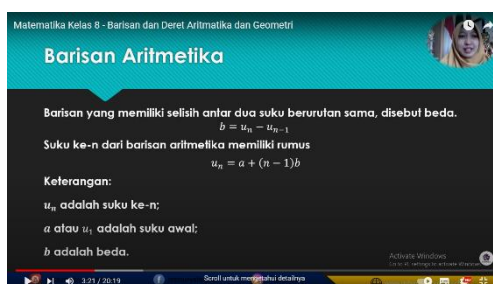 Matematika Kelas 8 - Barisan dan Deret Aritmatika dan Geometri
Barisan Aritmetika
Barisan yang memiliki selisih antar dua suku berurutan sama, disebut beda.
b = uₙ − uₙ₋₁
Suku ke-n dari barisan aritmetika memiliki rumus
uₙ = a + (n − 1)b
Keterangan:
uₙ adalah suku ke-n;
a atau u₁ adalah suku awal;
b adalah beda.
Activate Windows
3:21 / 20:19
Scroll untuk mengetahui detailnya